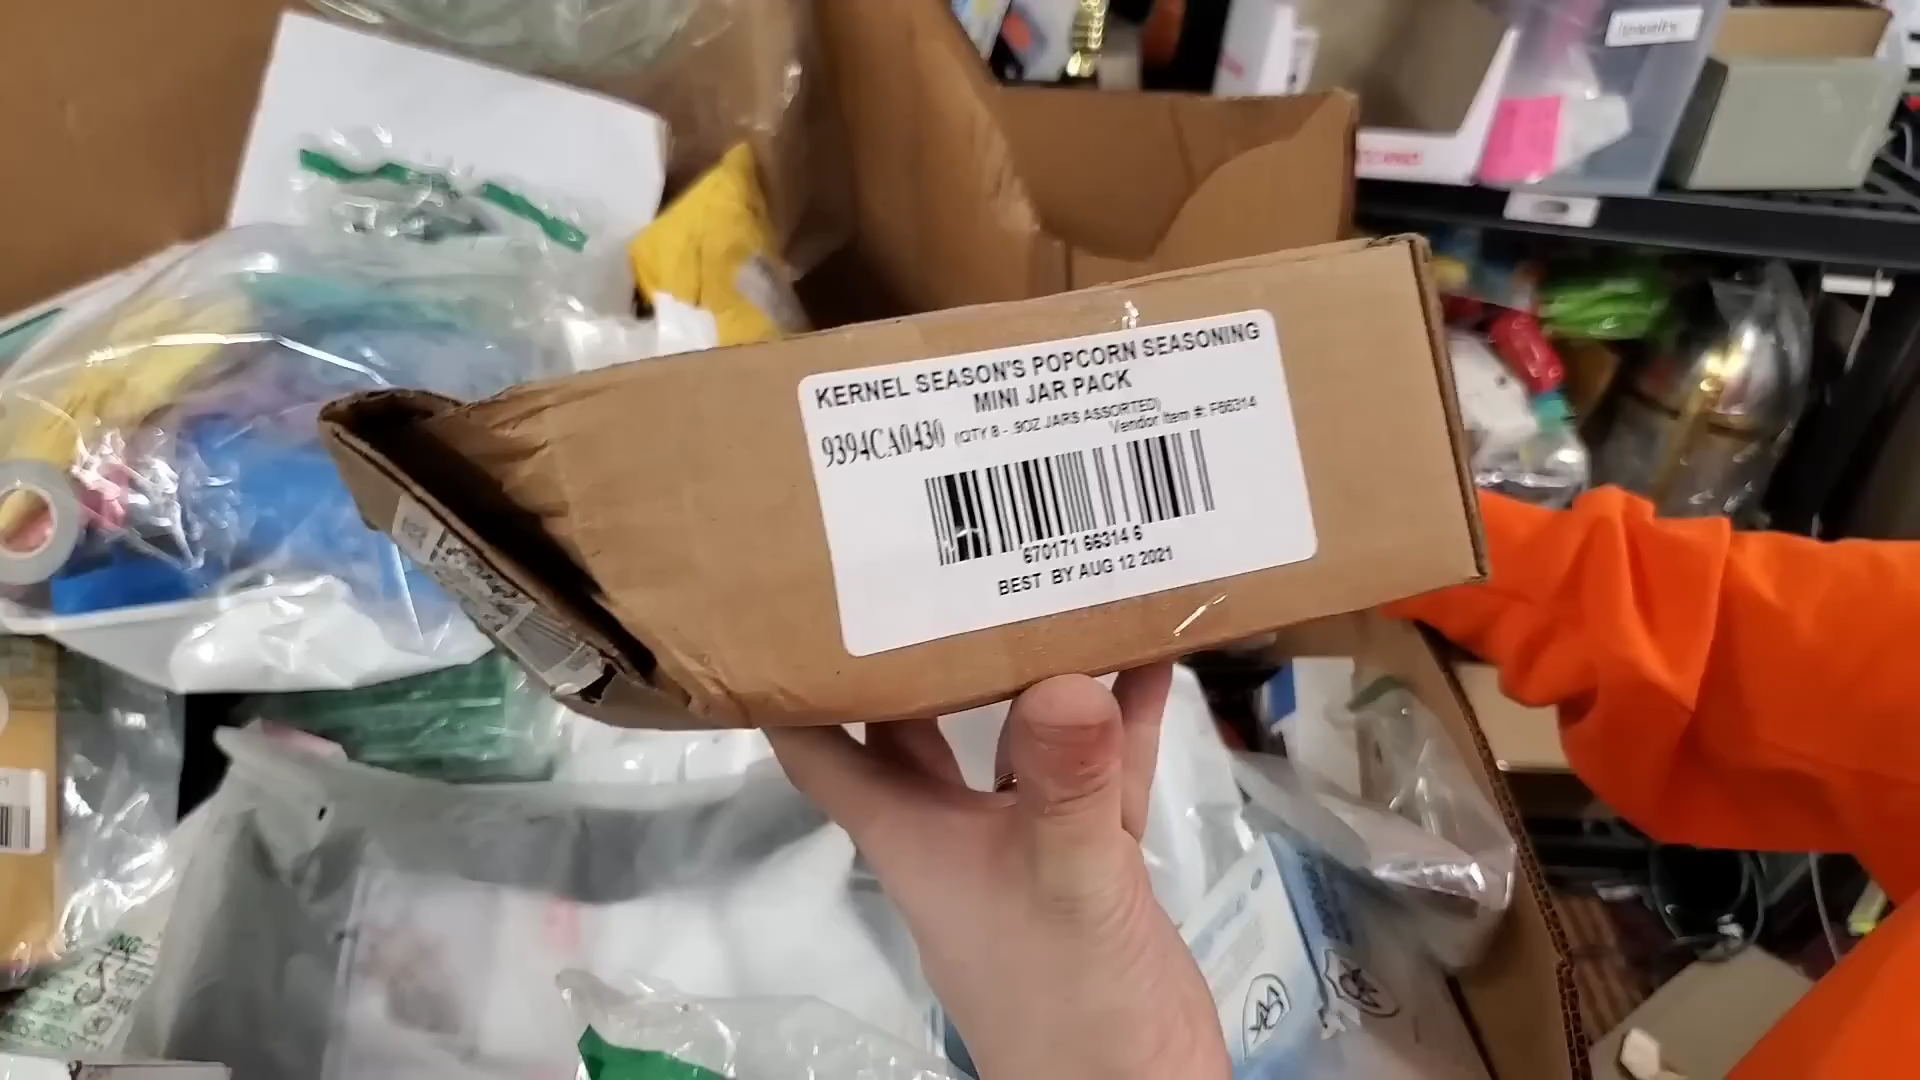 KERNEL SEASON'S POPCORN SEASONING
MINI JAR PACK
9394CA0430 (QTY 8 - .9OZ JARS ASSORTED)
Vendor Item #: F66314
670171 66314 6
BEST BY AUG 12 2021